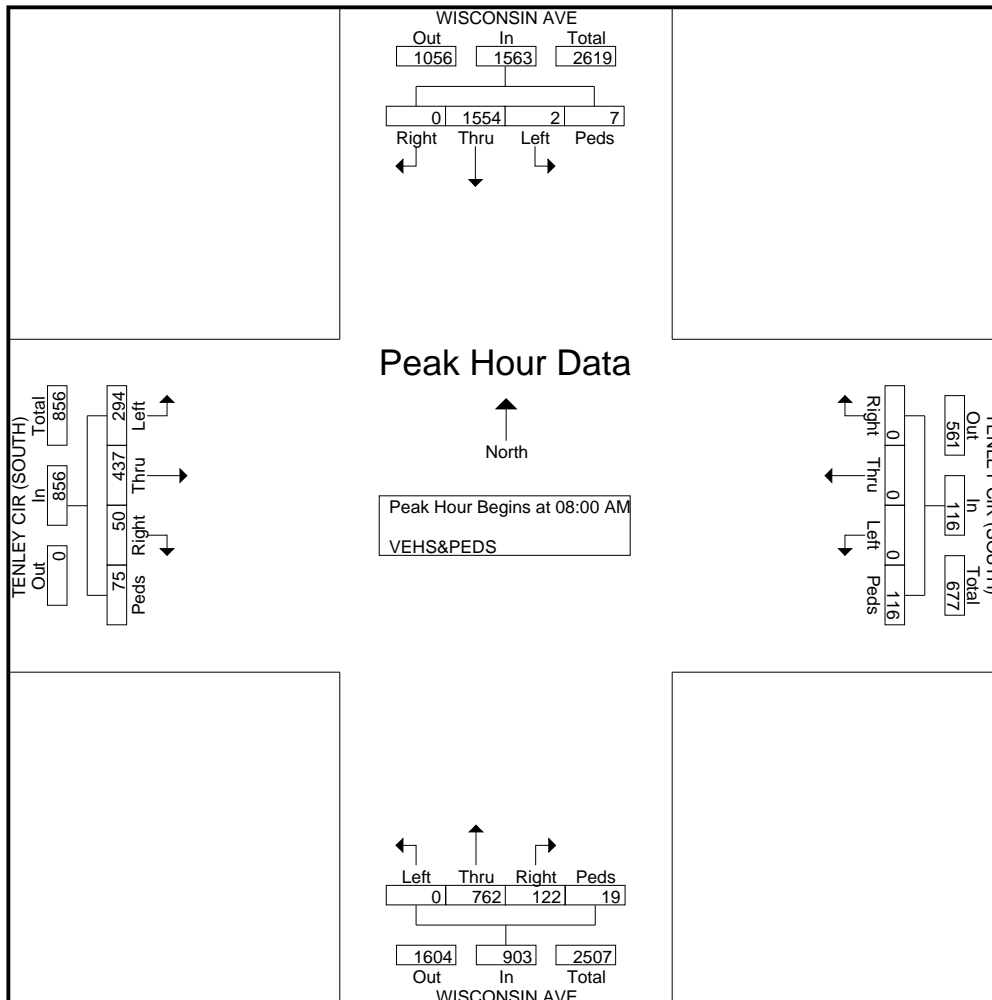 WISCONSIN AVE
Out In Total
1056 1563 2619
0 1554 2 7
Right Thru Left Peds
Peak Hour Data
North
Peak Hour Begins at 08:00 AM
VEHS&PEDS
TENLEY CIR (SOUTH)
Out In Total
0 856 856
294 437 50 75
Left Thru Right Peds
TENLEY CIR (SOUTH)
Out In Total
561 116 677
0 0 0 116
Right Thru Left Peds
Left Thru Right Peds
0 762 122 19
1604 903 2507
Out In Total
WISCONSIN AVE